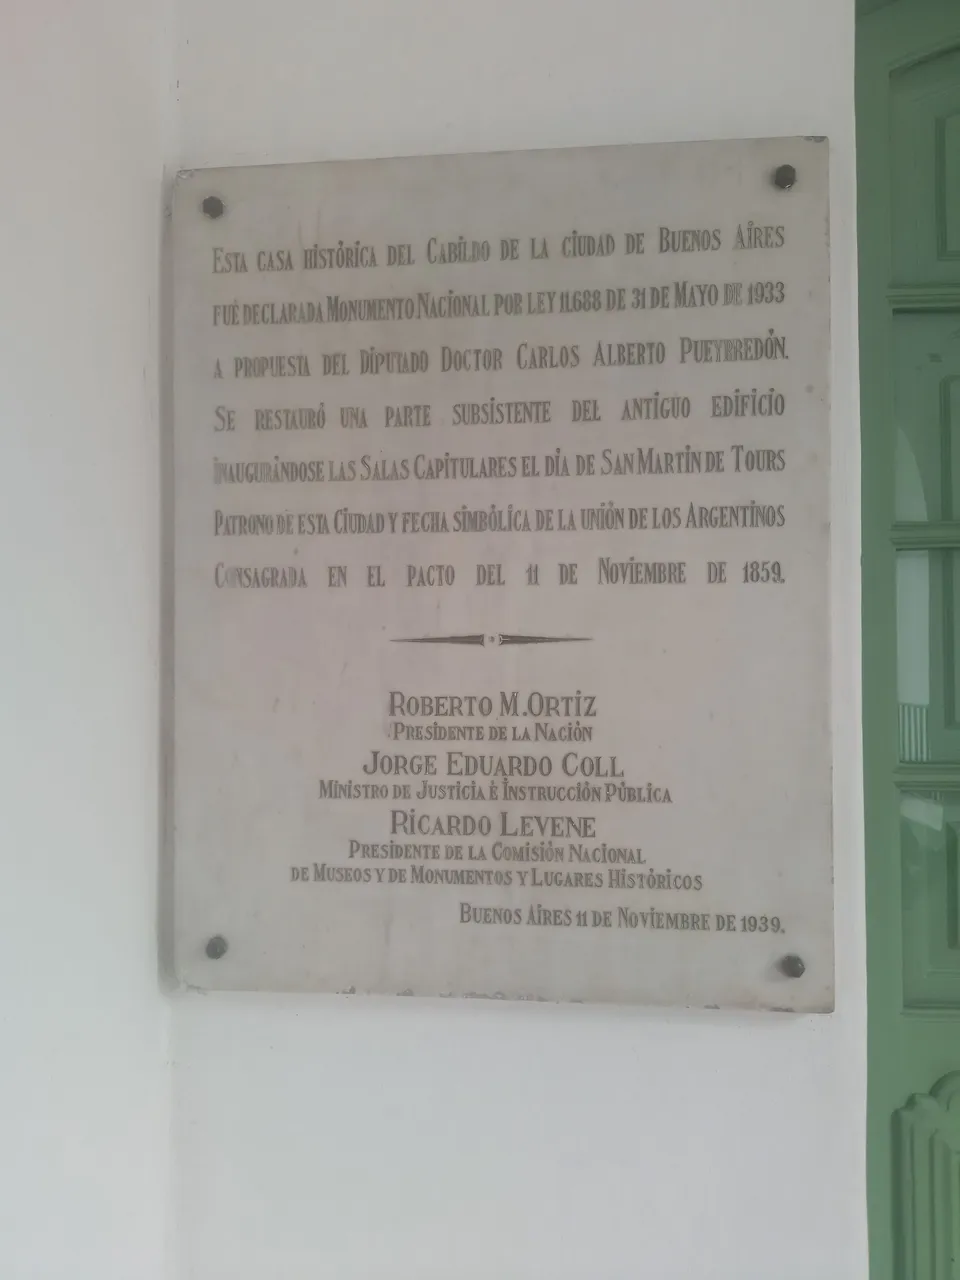 Esta casa histórica del Cabildo de la ciudad de Buenos Aires
fué declarada Monumento Nacional por Ley 11.688 de 31 de Mayo de 1933
a propuesta del Diputado Doctor Carlos Alberto Pueyrredón.
Se restauró una parte subsistente del antiguo edificio
inaugurándose las Salas Capitulares el día de San Martín de Tours
Patrono de esta Ciudad y fecha simbólica de la unión de los Argentinos
Consagrada en el pacto del 11 de Noviembre de 1859.
Roberto M. Ortiz
Presidente de la Nación
Jorge Eduardo Coll
Ministro de Justicia é Instrucción Pública
Ricardo Levene
Presidente de la Comisión Nacional
de Museos y de Monumentos y Lugares Históricos
Buenos Aires 11 de Noviembre de 1939.